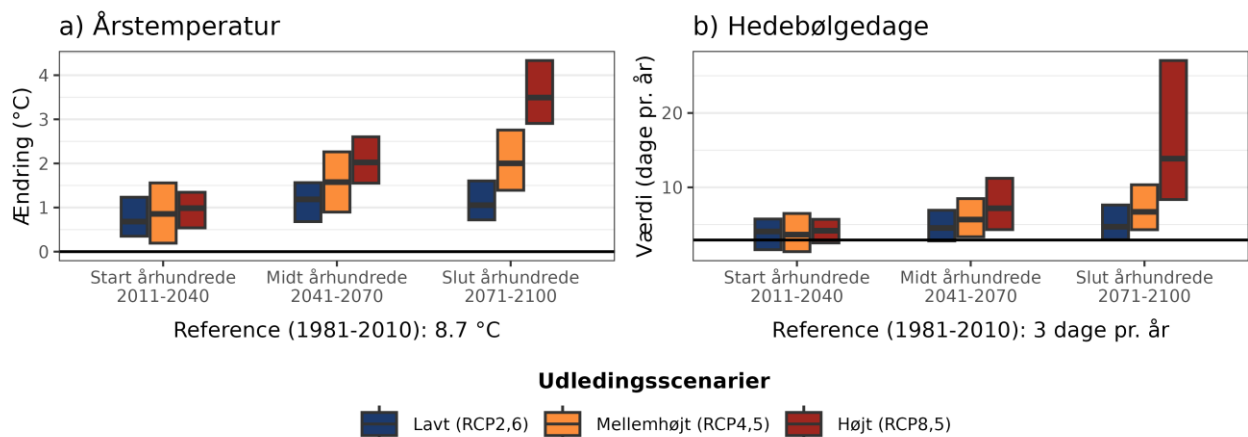 a) Årstemperatur
Ændring (°C)
4
3
2
1
0
Start århundrede
2011-2040
Midt århundrede
2041-2070
Slut århundrede
2071-2100
Reference (1981-2010): 8.7 °C
b) Hedebølgedage
Værdi (dage pr. år)
20
10
Start århundrede
2011-2040
Midt århundrede
2041-2070
Slut århundrede
2071-2100
Reference (1981-2010): 3 dage pr. år
Udledingsscenarier
Lavt (RCP2,6)
Mellemhøjt (RCP4,5)
Højt (RCP8,5)